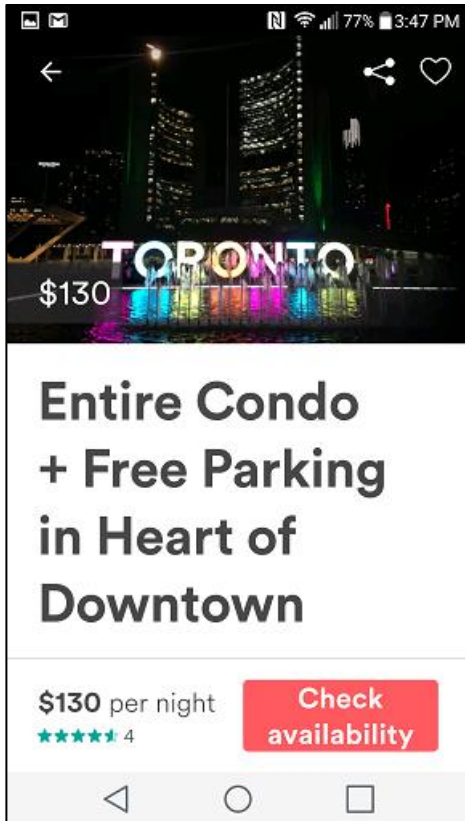 77% 3:47 PM
TORONTO
$130
Entire Condo
+ Free Parking
in Heart of
Downtown
$130 per night
4
Check
availability